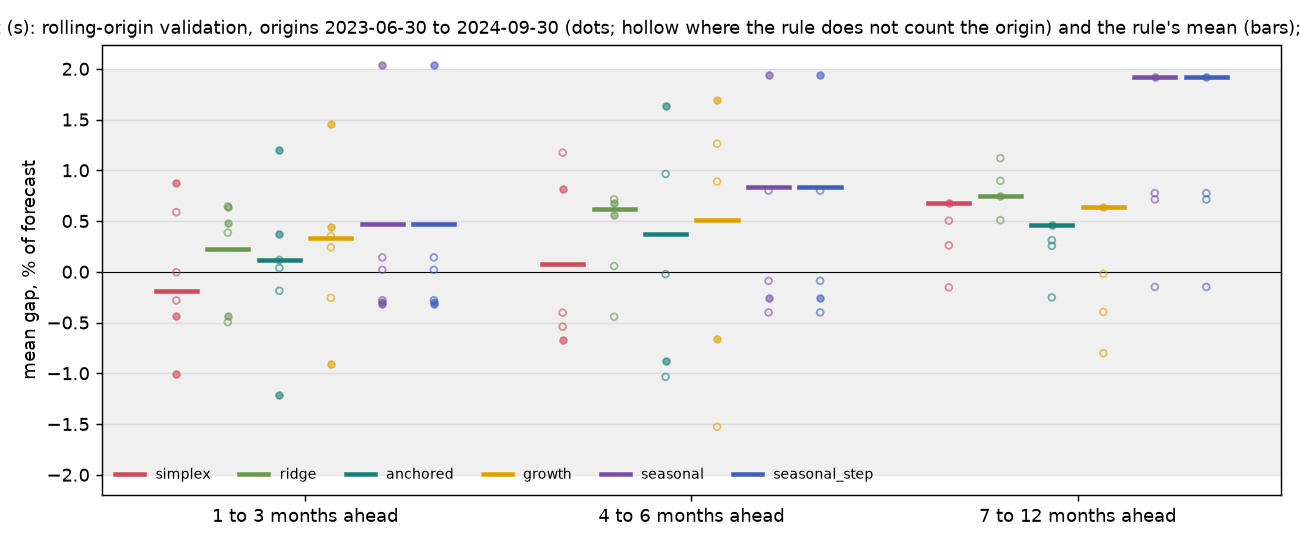 (s): rolling-origin validation, origins 2023-06-30 to 2024-09-30 (dots; hollow where the rule does not count the origin) and the rule's mean (bars);
mean gap, % of forecast
2.0
1.5
1.0
0.5
0.0
−0.5
−1.0
−1.5
−2.0
simplex ridge anchored growth seasonal seasonal_step
1 to 3 months ahead 4 to 6 months ahead 7 to 12 months ahead